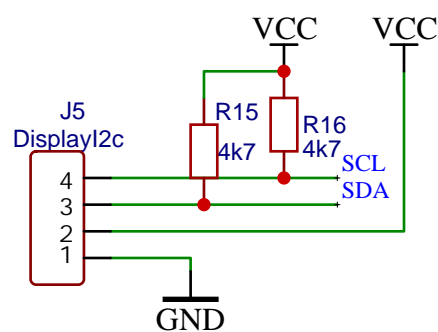 VCC VCC
J5
DisplayI2c
R15
4k7
R16
4k7
SCL
SDA
4
3
2
1
GND